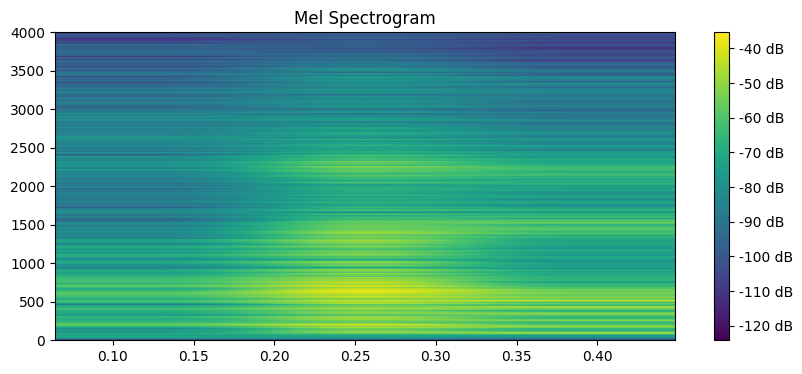 Mel Spectrogram
4000
3500
3000
2500
2000
1500
1000
500
0
0.10 0.15 0.20 0.25 0.30 0.35 0.40
-40 dB
-50 dB
-60 dB
-70 dB
-80 dB
-90 dB
-100 dB
-110 dB
-120 dB